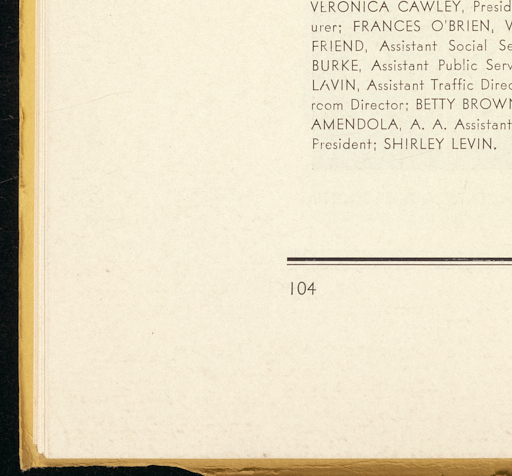 VERONICA CAWLEY, Presid
urer; FRANCES O'BRIEN, V
FRIEND, Assistant Social Se
BURKE, Assistant Public Serv
LAVIN, Assistant Traffic Direc
room Director; BETTY BROWN
AMENDOLA, A. A. Assistant
President; SHIRLEY LEVIN.
104